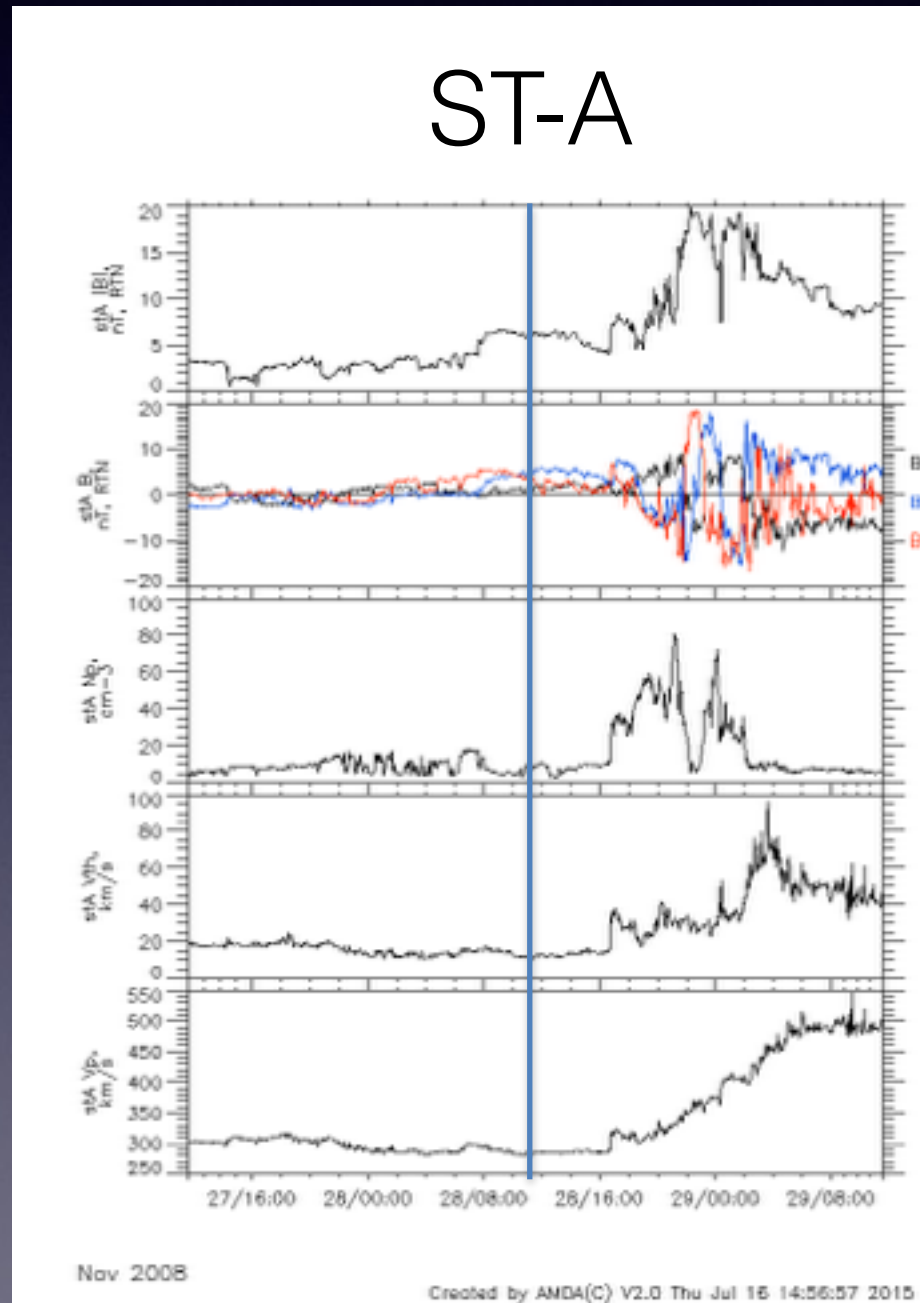 ST-A
20
15
10
5
0
stA |B|,
nT, RTN
20
10
0
-10
-20
stA B,
nT, RTN
B
B
100
80
60
40
20
0
stA Np,
cm-3
100
80
60
40
20
0
stA Vth,
km/s
550
500
450
400
350
300
250
stA Vp,
km/s
27/16:00 28/00:00 28/08:00 28/16:00 29/00:00 29/08:00
Nov 2008
Created by AMDA(C) V2.0 Thu Jul 16 14:56:57 2015